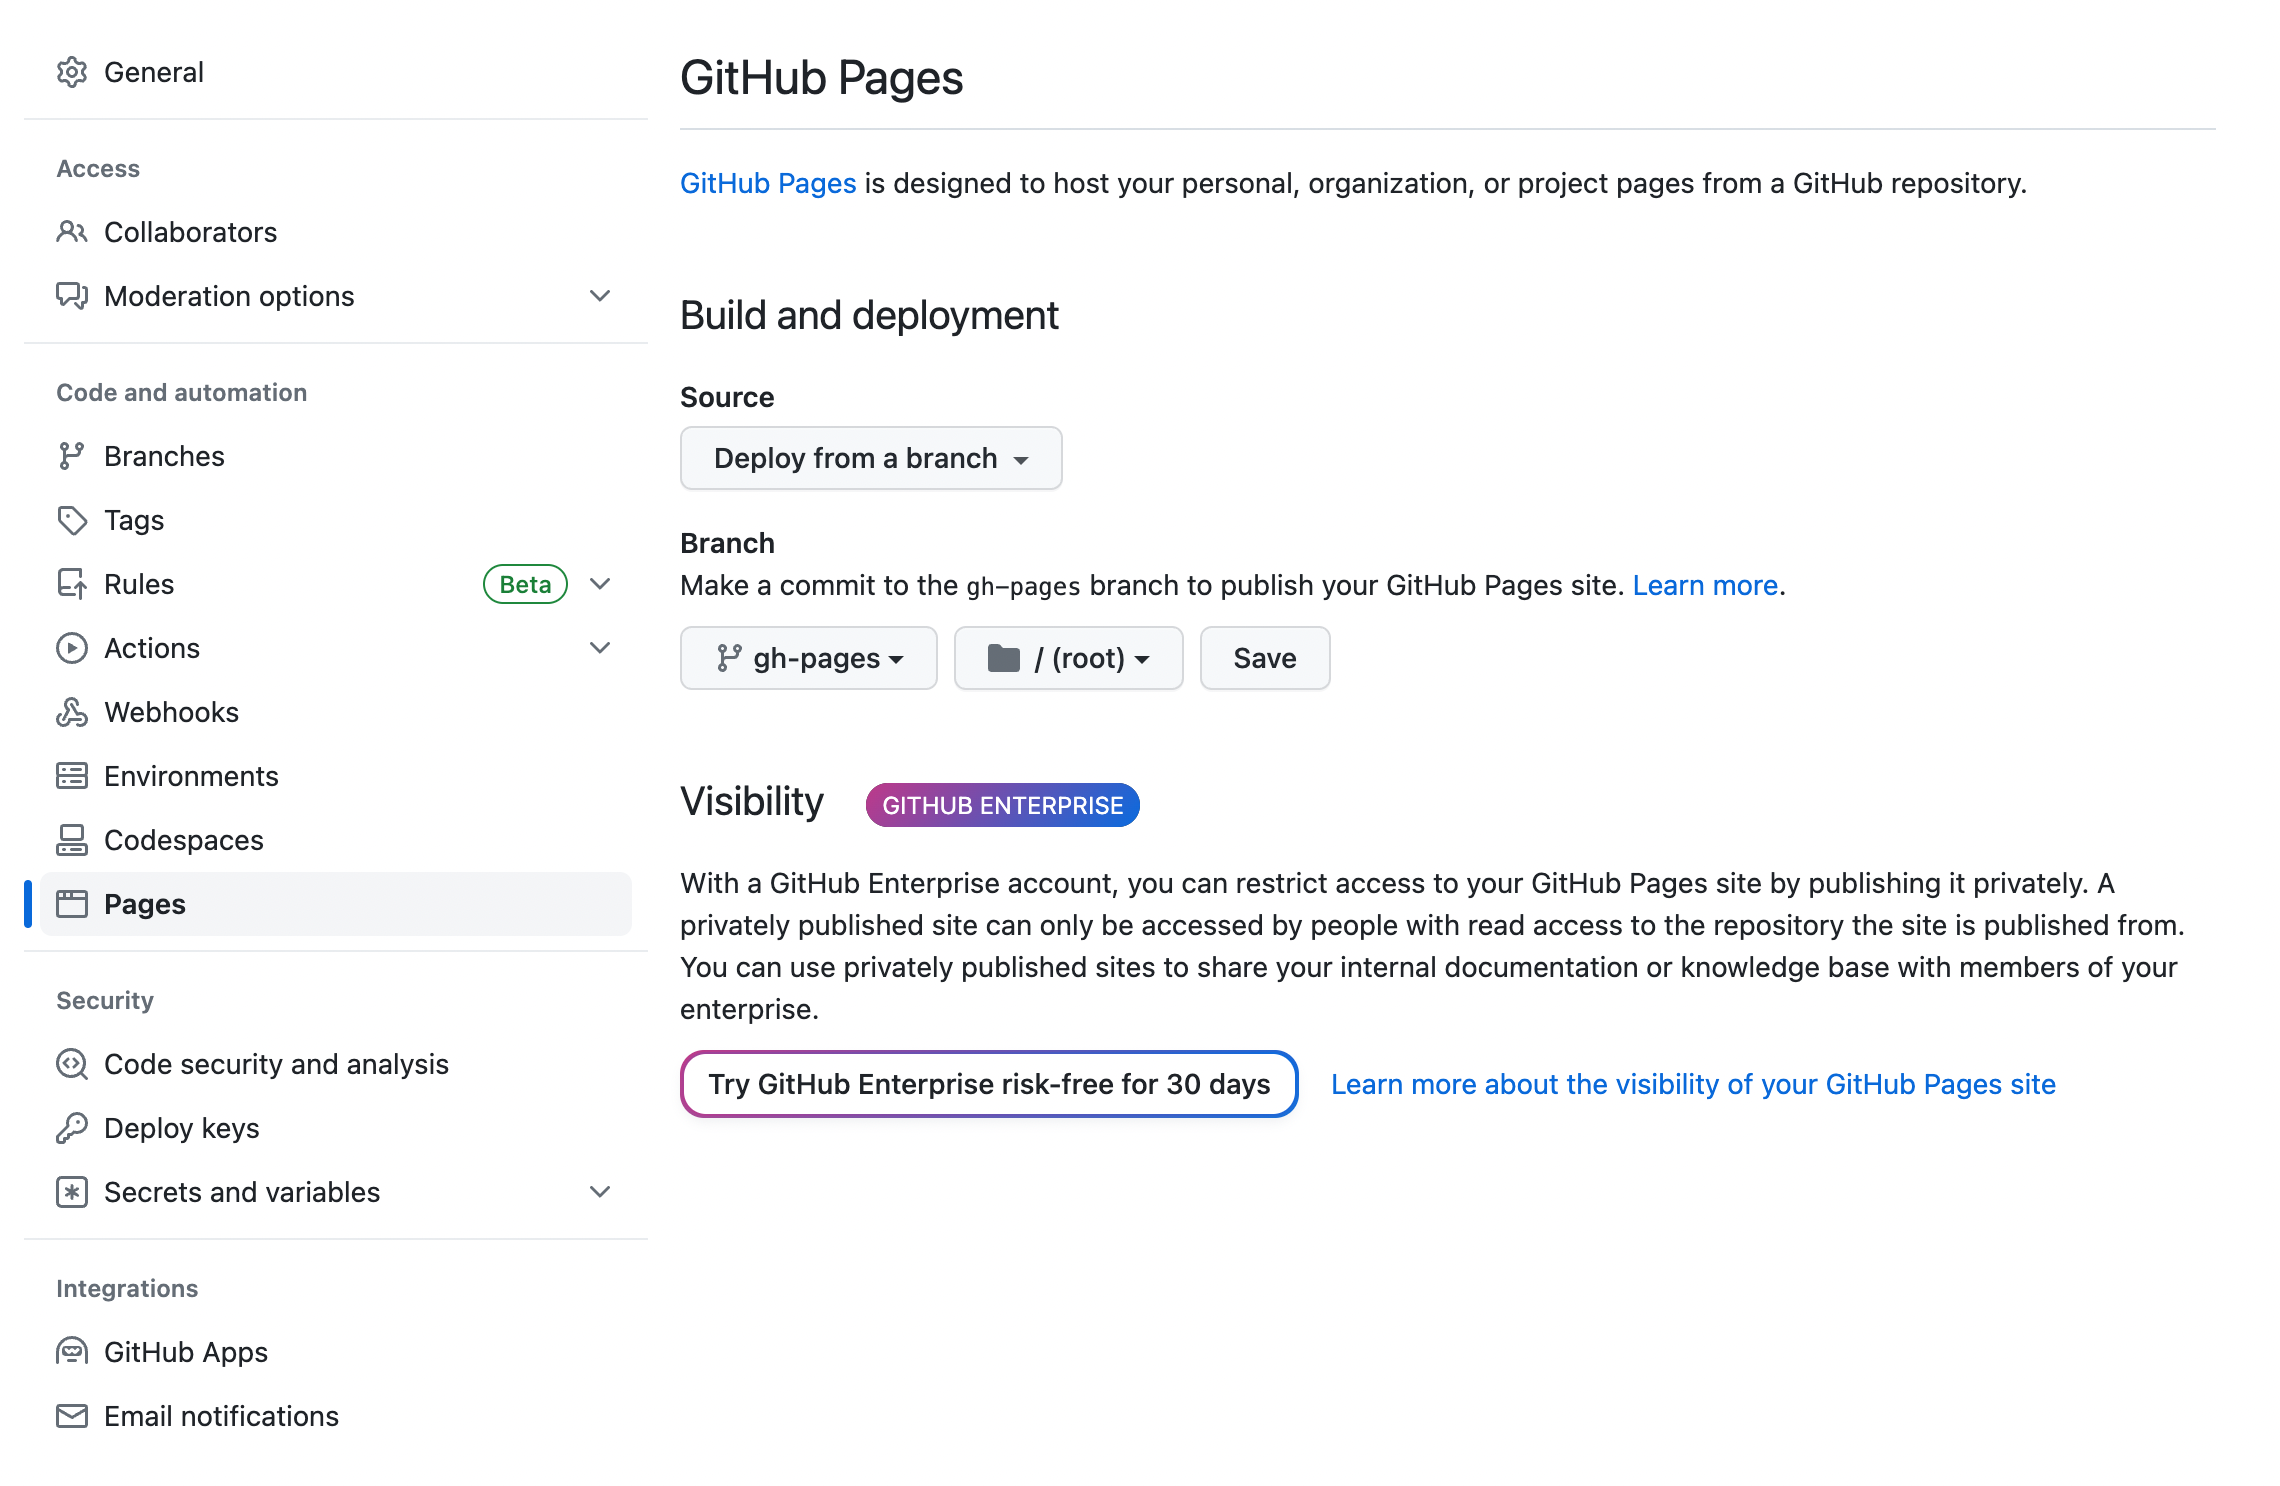 General
Access
Collaborators
Moderation options
Code and automation
Branches
Tags
Rules Beta
Actions
Webhooks
Environments
Codespaces
Pages
Security
Code security and analysis
Deploy keys
Secrets and variables
Integrations
GitHub Apps
Email notifications
GitHub Pages
GitHub Pages is designed to host your personal, organization, or project pages from a GitHub repository.
Build and deployment
Source
Deploy from a branch
Branch
Make a commit to the gh-pages branch to publish your GitHub Pages site. Learn more.
gh-pages / (root) Save
Visibility GITHUB ENTERPRISE
With a GitHub Enterprise account, you can restrict access to your GitHub Pages site by publishing it privately. A
privately published site can only be accessed by people with read access to the repository the site is published from.
You can use privately published sites to share your internal documentation or knowledge base with members of your
enterprise.
Try GitHub Enterprise risk-free for 30 days Learn more about the visibility of your GitHub Pages site